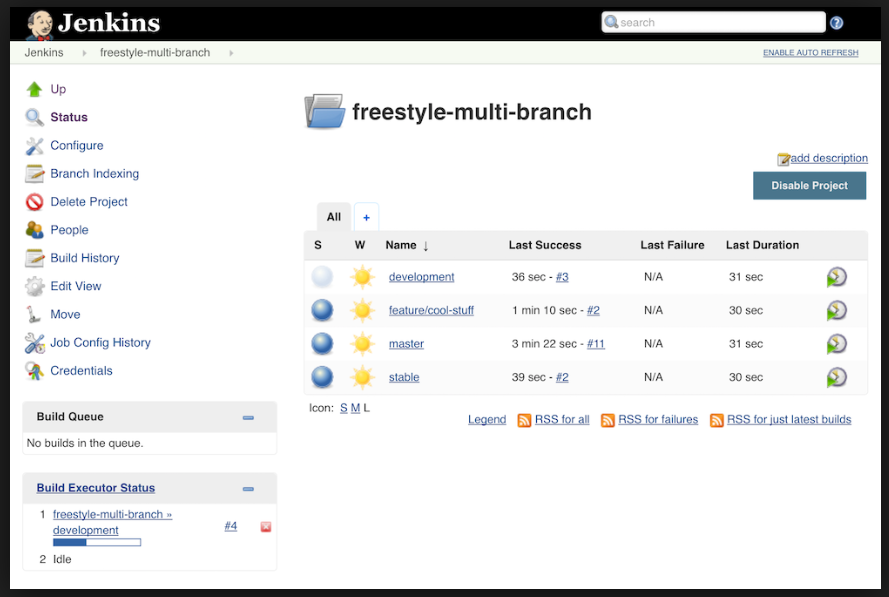 Jenkins
search
Jenkins freestyle-multi-branch
ENABLE AUTO REFRESH
Up
Status
Configure
Branch Indexing
Delete Project
People
Build History
Edit View
Move
Job Config History
Credentials
Build Queue
No builds in the queue.
Build Executor Status
1 freestyle-multi-branch » #4
development
2 Idle
freestyle-multi-branch
add description
Disable Project
All +
S W Name ↓ Last Success Last Failure Last Duration
development 36 sec - #3 N/A 31 sec
feature/cool-stuff 1 min 10 sec - #2 N/A 30 sec
master 3 min 22 sec - #11 N/A 31 sec
stable 39 sec - #2 N/A 30 sec
Icon: S M L
Legend RSS for all RSS for failures RSS for just latest builds